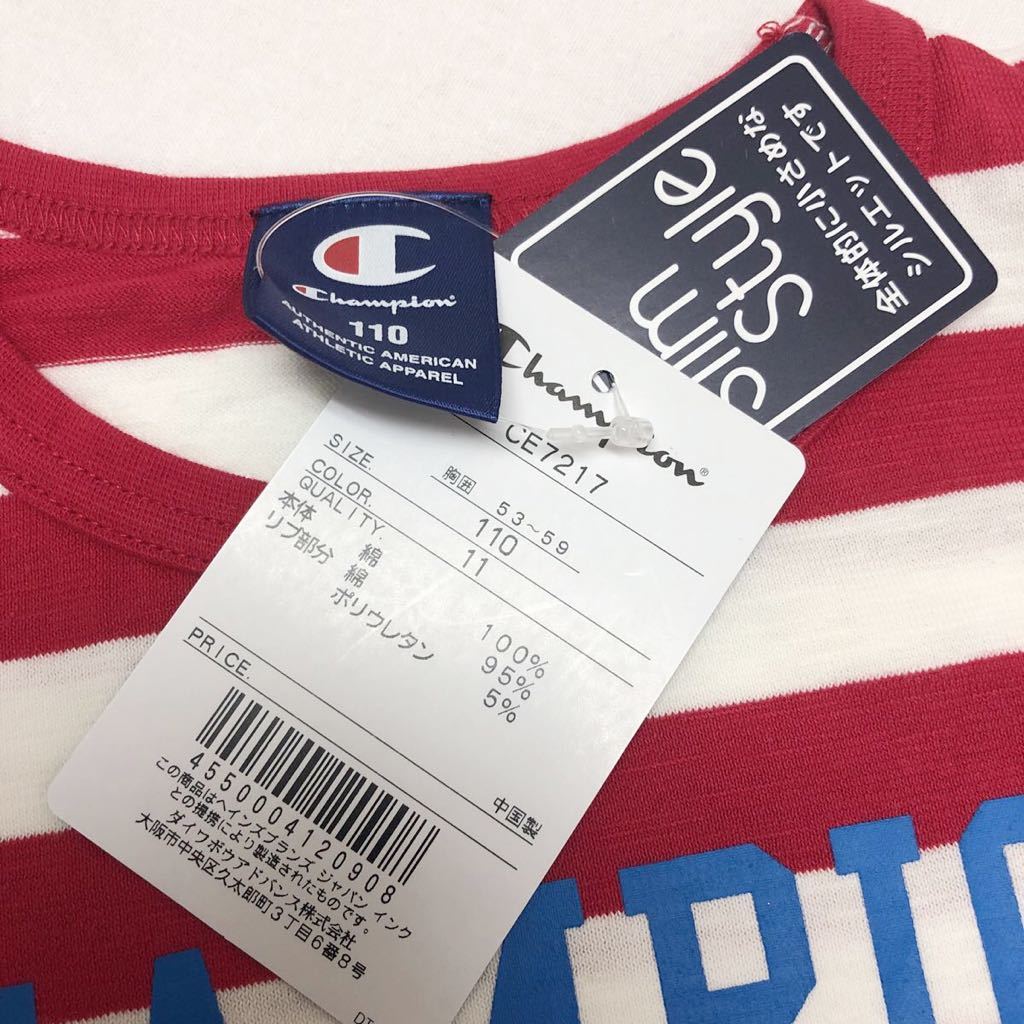 Champion
110
AUTHENTIC AMERICAN
ATHLETIC APPAREL
Slim
Style
全体的に小さめな
シルエットです
Champion®
CE7217
SIZE. 胸囲 53~59
110
COLOR. 11
QUALITY.
本体 綿 100%
リブ部分 綿 95%
ポリウレタン 5%
PRICE.
中国製
4550004120908
この商品はヘインズブランズ ジャパン インク
との提携により製造されたものです。
ダイワボウアドバンス株式会社
大阪市中央区久太郎町3丁目6番8号
DT